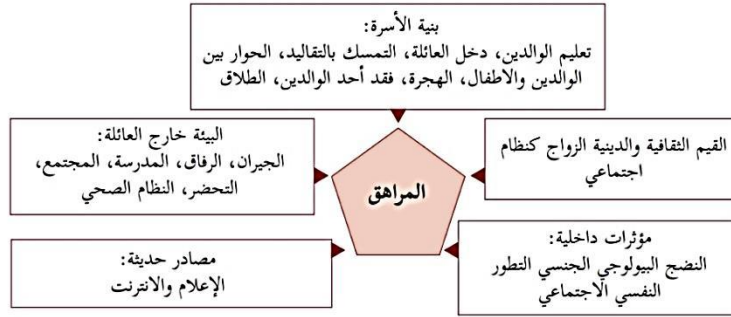 بنية الأسرة:
تعليم الوالدين، دخل العائلة، التمسك بالتقاليد، الحوار بين
الوالدين والاطفال، الهجرة، فقد أحد الوالدين، الطلاق
القيم الثقافية والدينية الزواج كنظام
اجتماعي
البيئة خارج العائلة:
الجيران، الرفاق، المدرسة، المجتمع،
التحضر، النظام الصحي
المراهق
مؤثرات داخلية:
النضج البيولوجي الجنسي التطور
النفسي الاجتماعي
مصادر حديثة:
الإعلام والانترنت